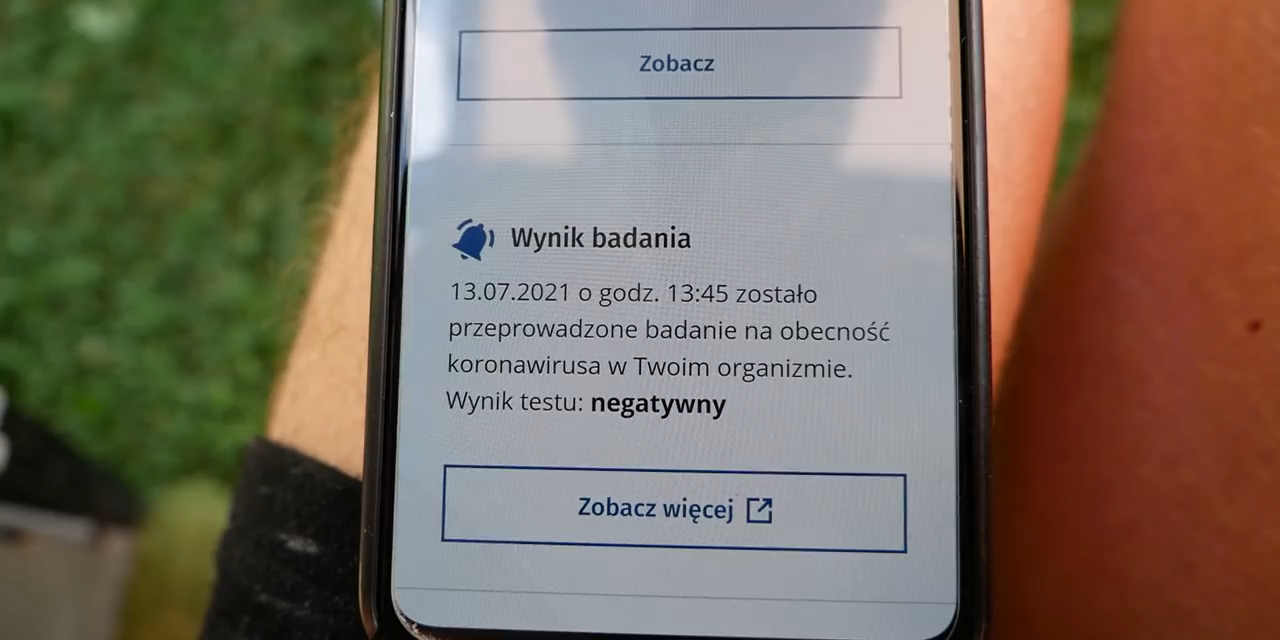 Zobacz
Wynik badania
13.07.2021 o godz. 13:45 zostało
przeprowadzone badanie na obecność
koronawirusa w Twoim organizmie.
Wynik testu: negatywny
Zobacz więcej